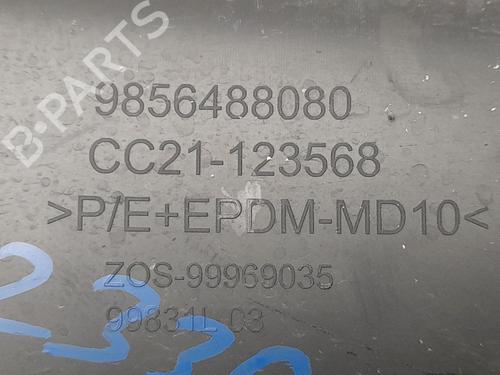 B-PARTS
9856488080
CC21-123568
>P/E+EPDM-MD10<
ZOS-99969035
99831L 03